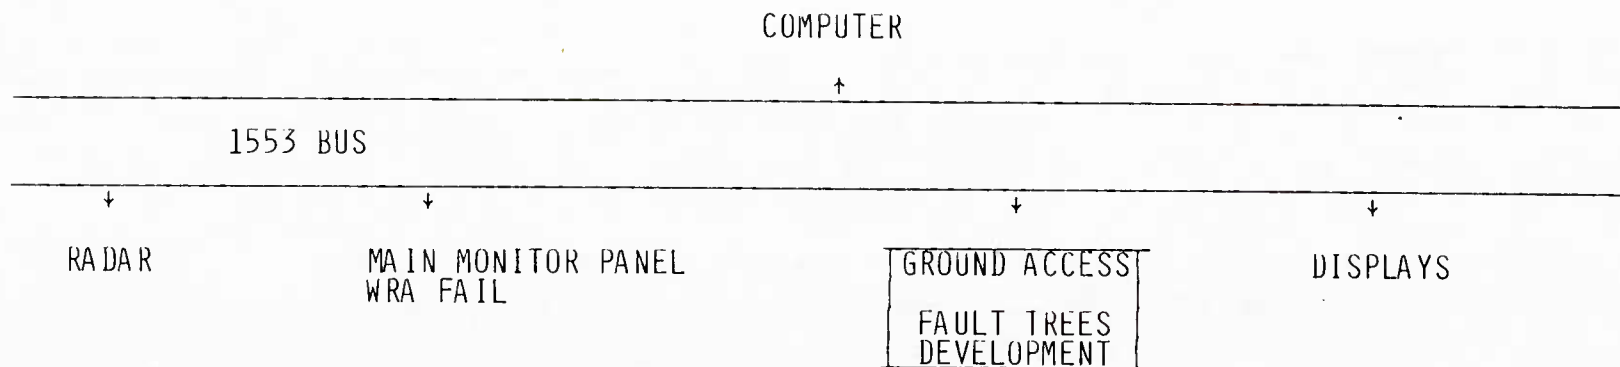 COMPUTER
1553 BUS
RADAR
MAIN MONITOR PANEL
WRA FAIL
GROUND ACCESS
FAULT TREES
DEVELOPMENT
DISPLAYS